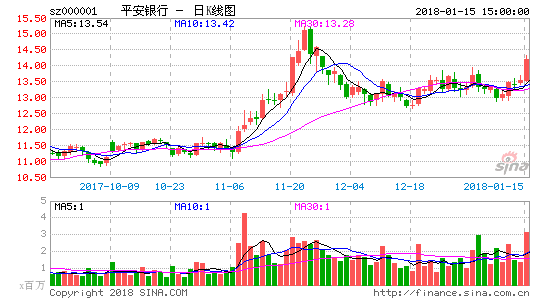 sz000001 平安银行 - 日K线图 2018-01-15 15:00:00
MA5:13.54 MA10:13.42 MA30:13.28
15.50
15.00
14.50
14.00
13.50
13.00
12.50
12.00
11.50
11.00
10.50
sina
新浪财经
2017-10-09 10-23 11-06 11-20 12-04 12-18 2018-01-15
MA5:1 MA10:1 MA30:1
5
4
3
2
1
x百万
Copyright 2018 SINA.COM http://finance.sina.com.cn